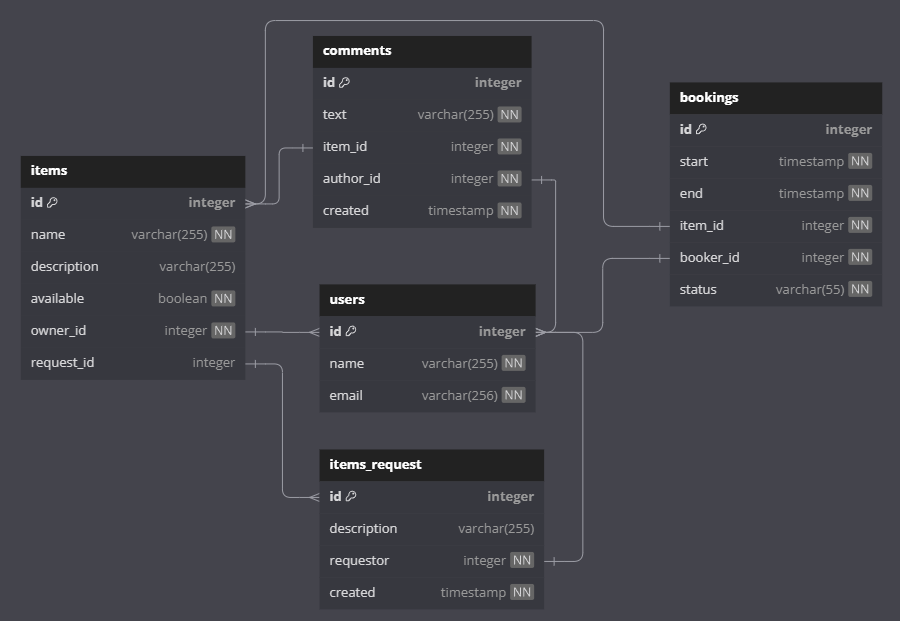 comments
id integer
text varchar(255) NN
item_id integer NN
author_id integer NN
created timestamp NN
bookings
id integer
start timestamp NN
end timestamp NN
item_id integer NN
booker_id integer NN
status varchar(55) NN
items
id integer
name varchar(255) NN
description varchar(255)
available boolean NN
owner_id integer NN
request_id integer
users
id integer
name varchar(255) NN
email varchar(256) NN
items_request
id integer
description varchar(255)
requestor integer NN
created timestamp NN